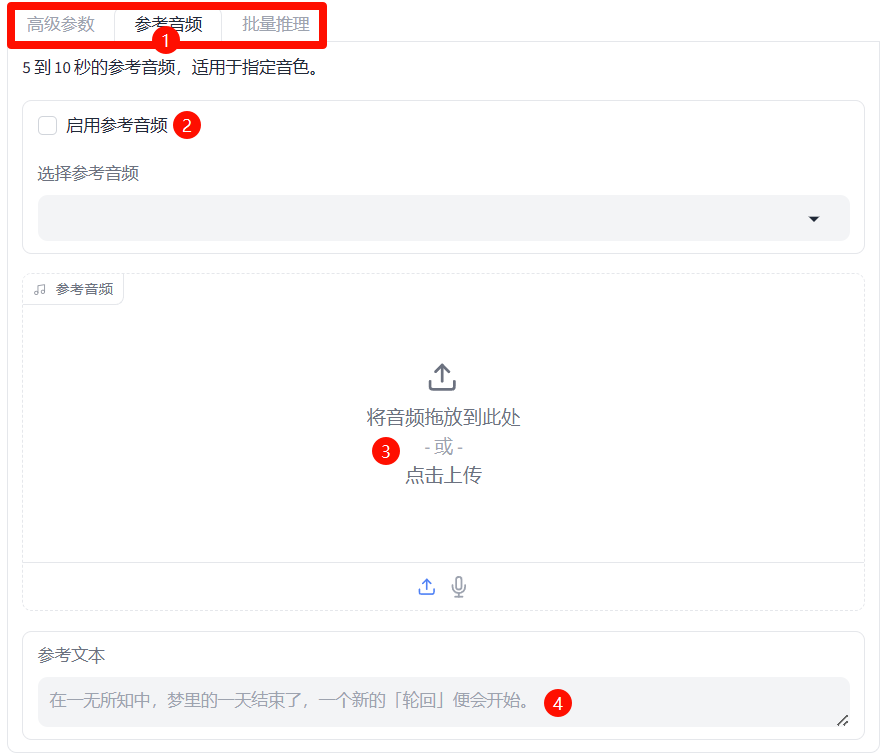 高级参数 参考音频 批量推理
1
5 到 10 秒的参考音频，适用于指定音色。
启用参考音频 2
选择参考音频
参考音频
将音频拖放到此处
3 - 或 -
点击上传
参考文本
在一无所知中，梦里的一天结束了，一个新的「轮回」便会开始。 4